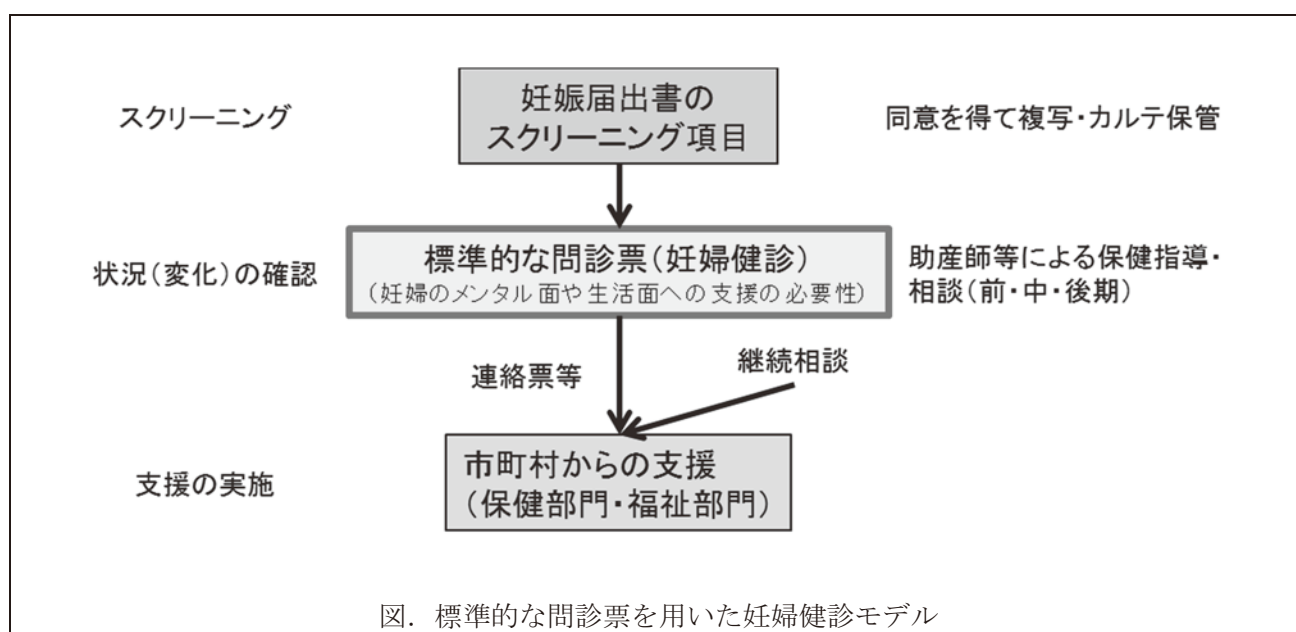 スクリーニング
妊娠届出書の
スクリーニング項目
同意を得て複写・カルテ保管
状況(変化)の確認
標準的な問診票(妊婦健診)
(妊婦のメンタル面や生活面への支援の必要性)
助産師等による保健指導・
相談(前・中・後期)
連絡票等
継続相談
支援の実施
市町村からの支援
(保健部門・福祉部門)
図．標準的な問診票を用いた妊婦健診モデル